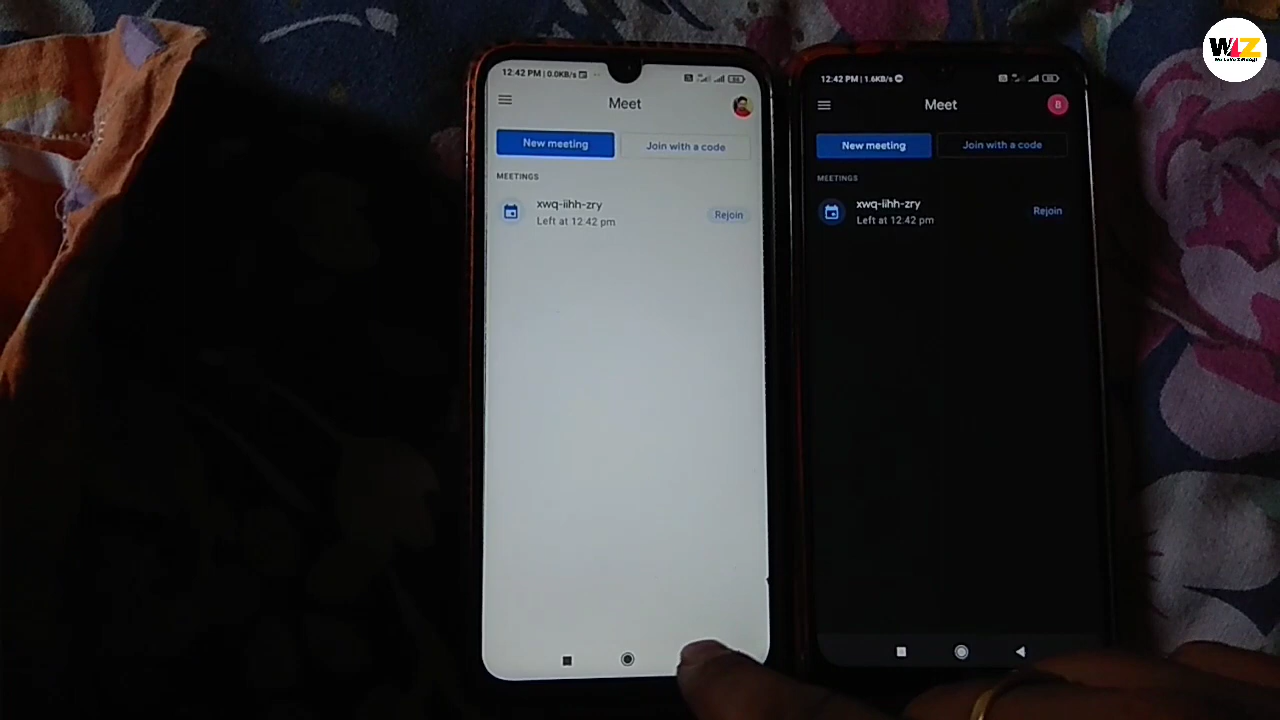 12:42 PM | 0.0KB/s
Meet
New meeting
Join with a code
MEETINGS
xwq-iihh-zry
Left at 12:42 pm
Rejoin
12:42 PM | 1.6KB/s
Meet
B
New meeting
Join with a code
MEETINGS
xwq-iihh-zry
Left at 12:42 pm
Rejoin
WLZ